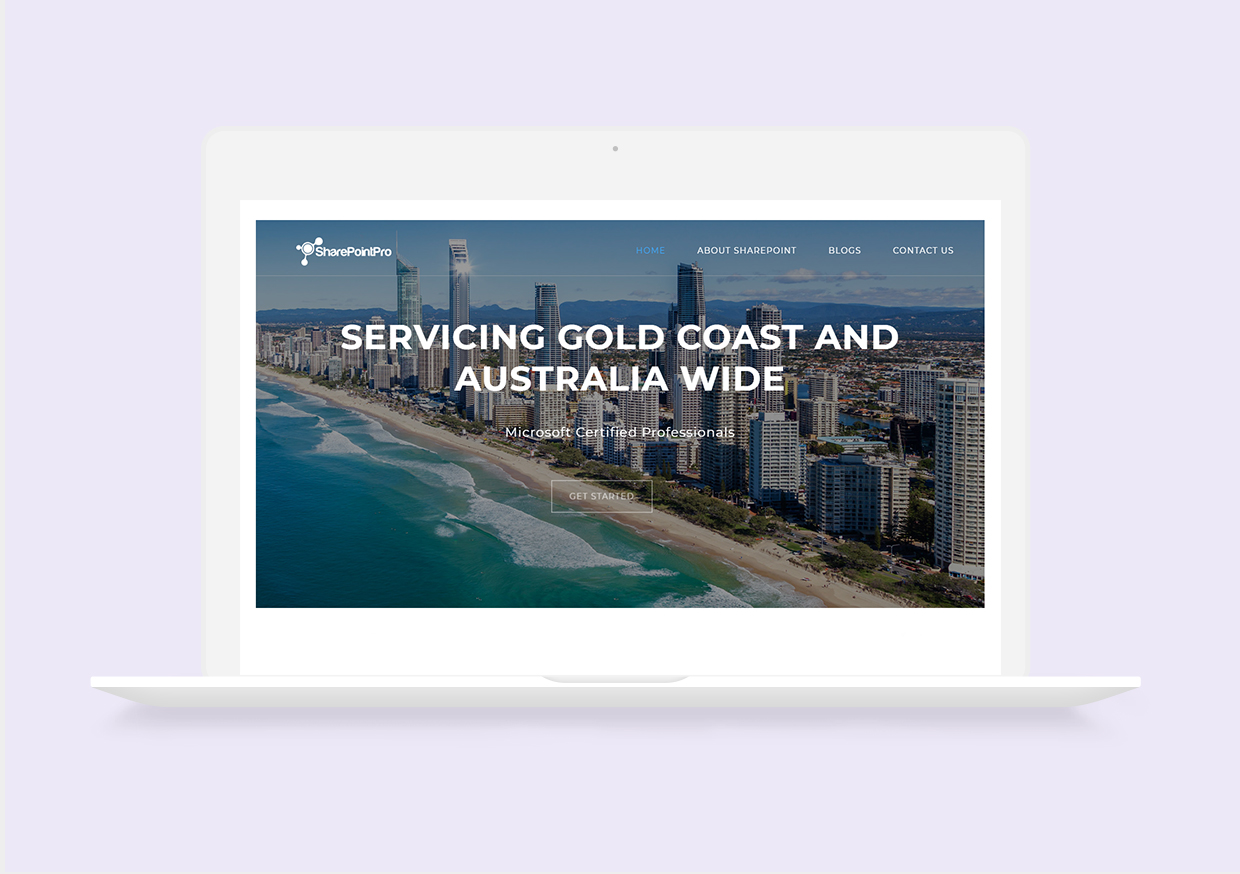 SharePointPro
HOME
ABOUT SHAREPOINT
BLOGS
CONTACT US
SERVICING GOLD COAST AND
AUSTRALIA WIDE
Microsoft Certified Professionals
GET STARTED